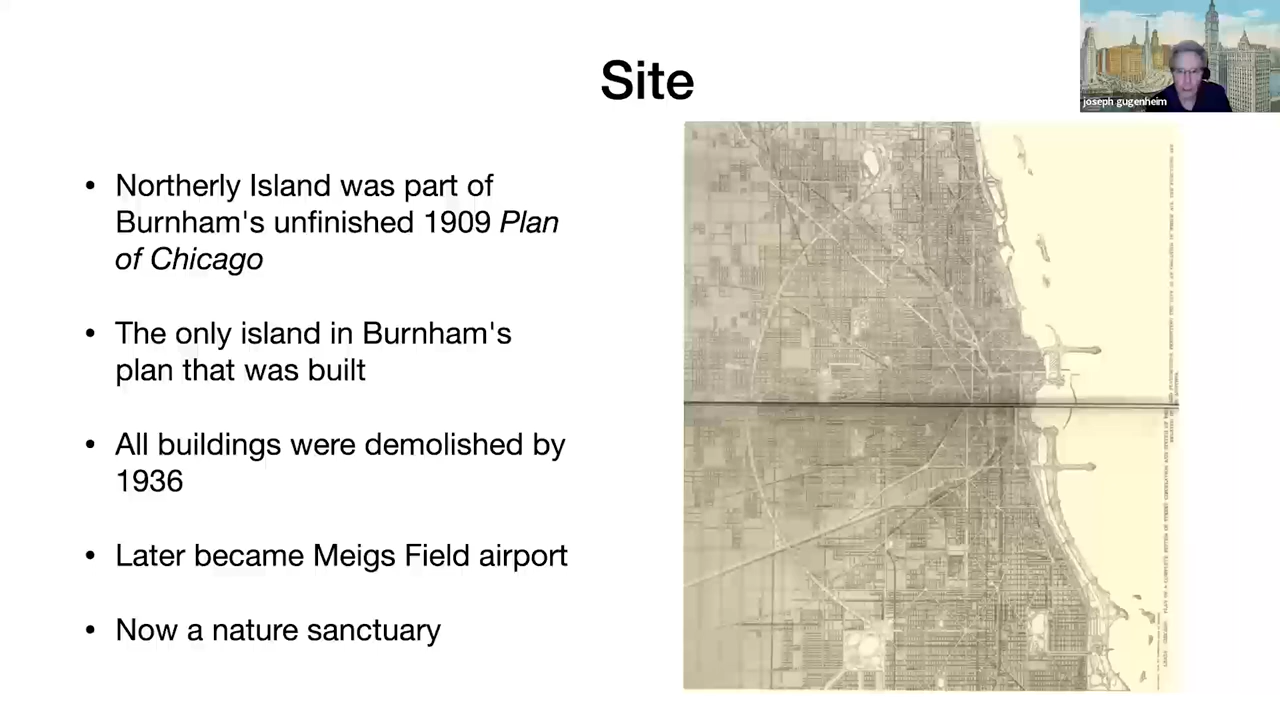 Site
joseph gugenheim
• Northerly Island was part of
Burnham's unfinished 1909 Plan
of Chicago
• The only island in Burnham's
plan that was built
• All buildings were demolished by
1936
• Later became Meigs Field airport
• Now a nature sanctuary